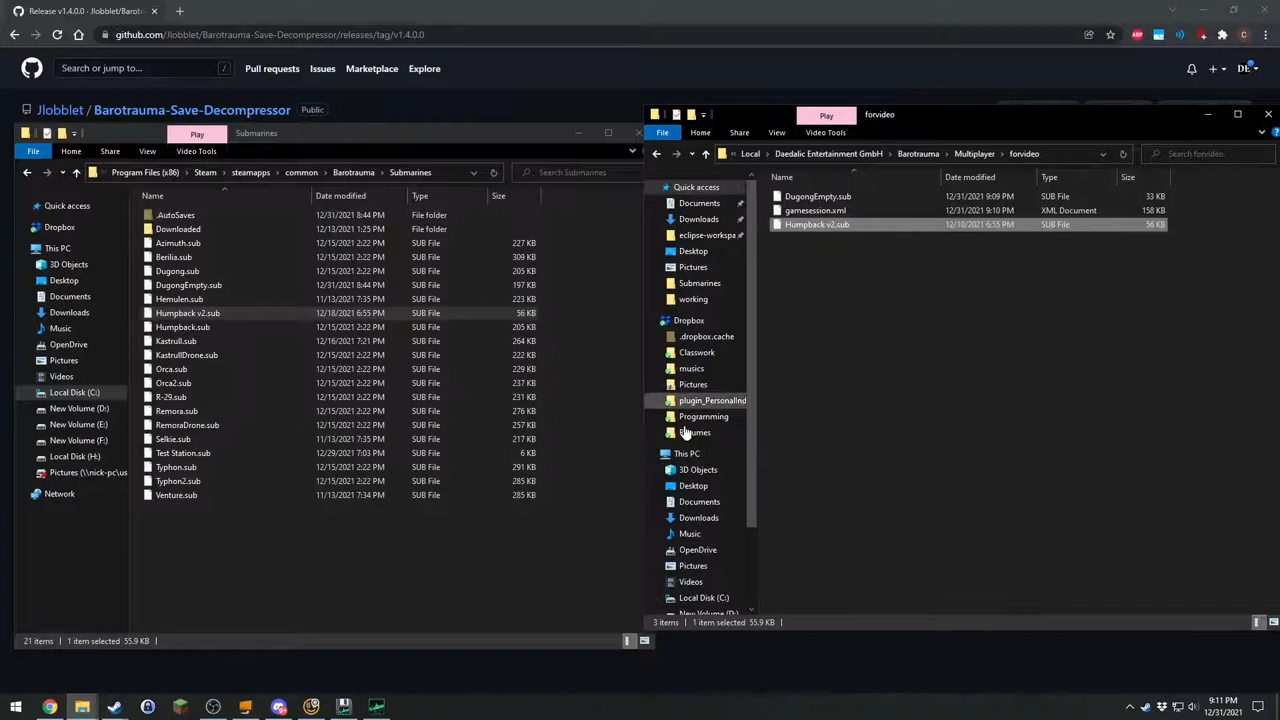 Release v1.4.0.0 · Jlobblet/Barotra
github.com/Jlobblet/Barotrauma-Save-Decompressor/releases/tag/v1.4.0.0
Search or jump to...
/
Pull requests
Issues
Marketplace
Explore
Jlobblet / Barotrauma-Save-Decompressor
Public
Play
Submarines
File
Home
Share
View
Video Tools
Program Files (x86) > Steam > steamapps > common > Barotrauma > Submarines
Search Submarines
Quick access
Dropbox
This PC
3D Objects
Desktop
Documents
Downloads
Music
OpenDrive
Pictures
Videos
Local Disk (C:)
New Volume (D:)
New Volume (E:)
New Volume (F:)
Local Disk (H:)
Pictures (\\nick-pc\us
Network
Name Date modified Type Size
.AutoSaves 12/31/2021 8:44 PM File folder
Downloaded 12/31/2021 1:25 PM File folder
Azimuth.sub 12/15/2021 2:22 PM SUB File 227 KB
Berilia.sub 12/15/2021 2:22 PM SUB File 309 KB
Dugong.sub 12/15/2021 2:22 PM SUB File 205 KB
DugongEmpty.sub 12/31/2021 8:44 PM SUB File 197 KB
Hemulen.sub 11/13/2021 7:35 PM SUB File 223 KB
Humpback v2.sub 12/18/2021 6:55 PM SUB File 56 KB
Humpback.sub 12/15/2021 2:22 PM SUB File 205 KB
Kastrull.sub 12/16/2021 7:21 PM SUB File 264 KB
KastrullDrone.sub 12/15/2021 2:22 PM SUB File 222 KB
Orca.sub 12/15/2021 2:22 PM SUB File 229 KB
Orca2.sub 12/15/2021 2:22 PM SUB File 237 KB
R-29.sub 12/15/2021 2:22 PM SUB File 230 KB
Remora.sub 12/15/2021 2:22 PM SUB File 276 KB
RemoraDrone.sub 12/15/2021 2:22 PM SUB File 257 KB
Selkie.sub 11/13/2021 7:35 PM SUB File 217 KB
Test Station.sub 12/29/2021 7:03 PM SUB File 6 KB
Typhon.sub 12/15/2021 2:22 PM SUB File 291 KB
Typhon2.sub 12/15/2021 2:22 PM SUB File 285 KB
Venture.sub 11/13/2021 7:34 PM SUB File 285 KB
21 items 1 item selected 55.9 KB
Play
forvideo
File
Home
Share
View
Video Tools
Local > Daedalic Entertainment GmbH > Barotrauma > Multiplayer > forvideo
Search forvideo
Quick access
Documents
Downloads
eclipse-workspa
Desktop
Pictures
Submarines
working
Dropbox
.dropbox.cache
Classwork
musics
Pictures
plugin_PersonalInd
Programming
This PC
3D Objects
Desktop
Documents
Downloads
Music
OpenDrive
Pictures
Videos
Local Disk (C:)
New Volume (D:)
Name Date modified Type Size
DugongEmpty.sub 12/31/2021 9:09 PM SUB File 33 KB
gamesession.xml 12/31/2021 9:10 PM XML Document 158 KB
Humpback v2.sub 12/18/2021 6:55 PM SUB File 56 KB
3 items 1 item selected 55.9 KB
9:11 PM
12/31/2021